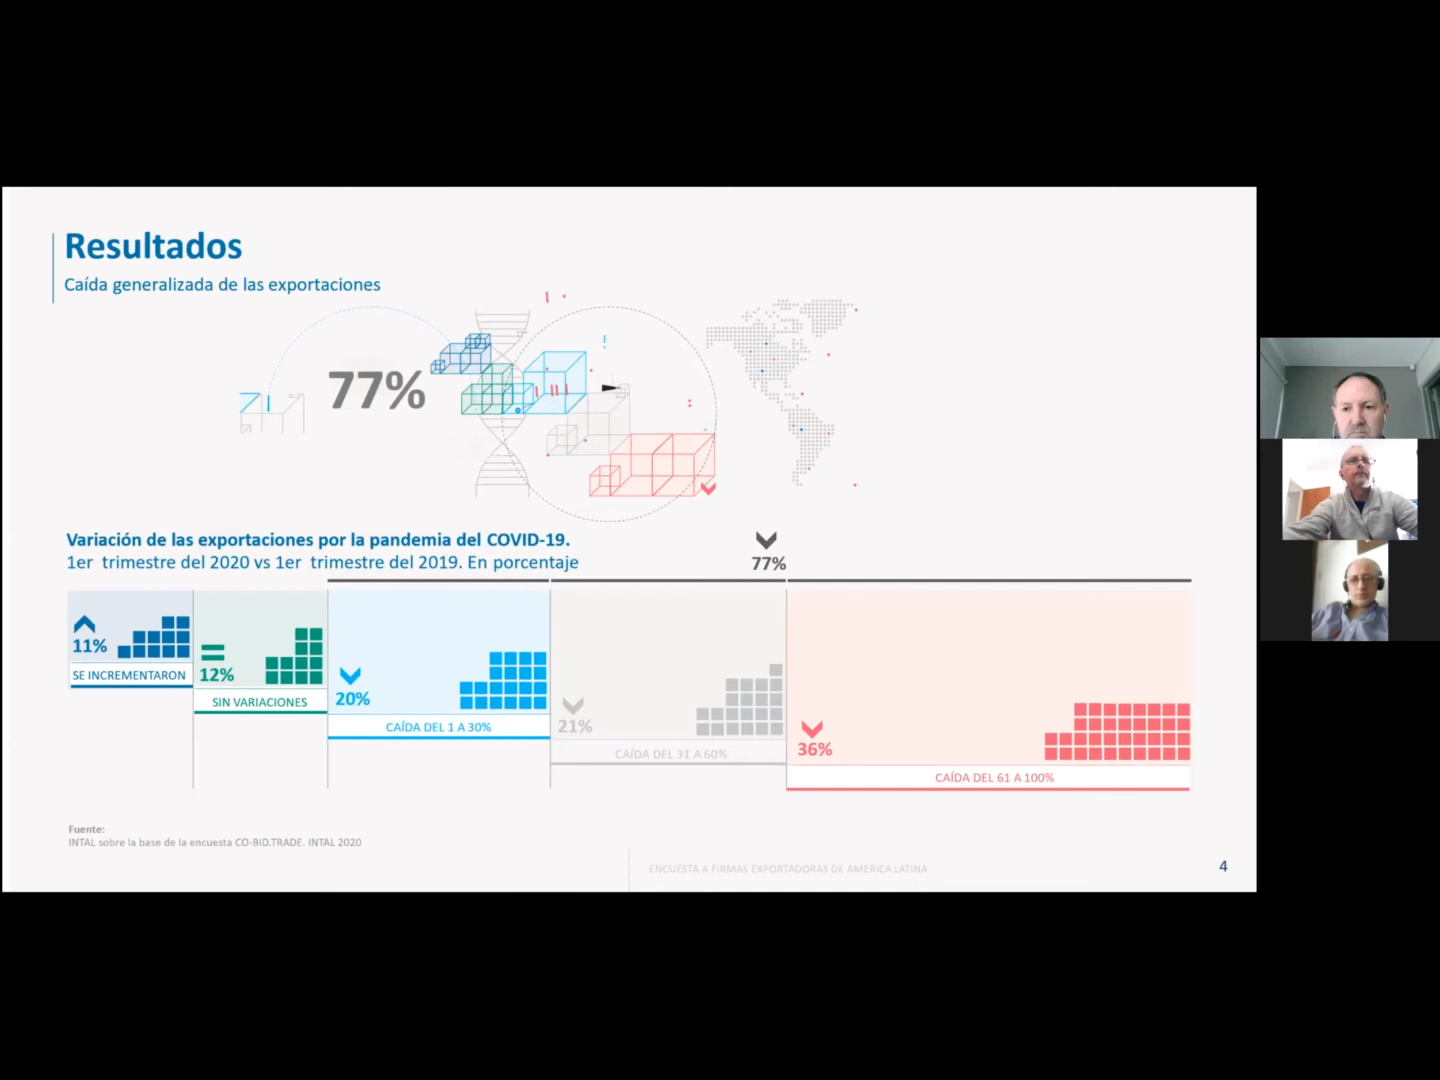 Resultados
Caída generalizada de las exportaciones
77%
Variación de las exportaciones por la pandemia del COVID-19.
1er trimestre del 2020 vs 1er trimestre del 2019. En porcentaje
77%
11%
SE INCREMENTARON
12%
SIN VARIACIONES
20%
CAÍDA DEL 1 A 30%
21%
CAÍDA DEL 31 A 60%
36%
CAÍDA DEL 61 A 100%
Fuente:
INTAL sobre la base de la encuesta CO-BID.TRADE. INTAL 2020
ENCUESTA A FIRMAS EXPORTADORAS DE AMERICA LATINA
4